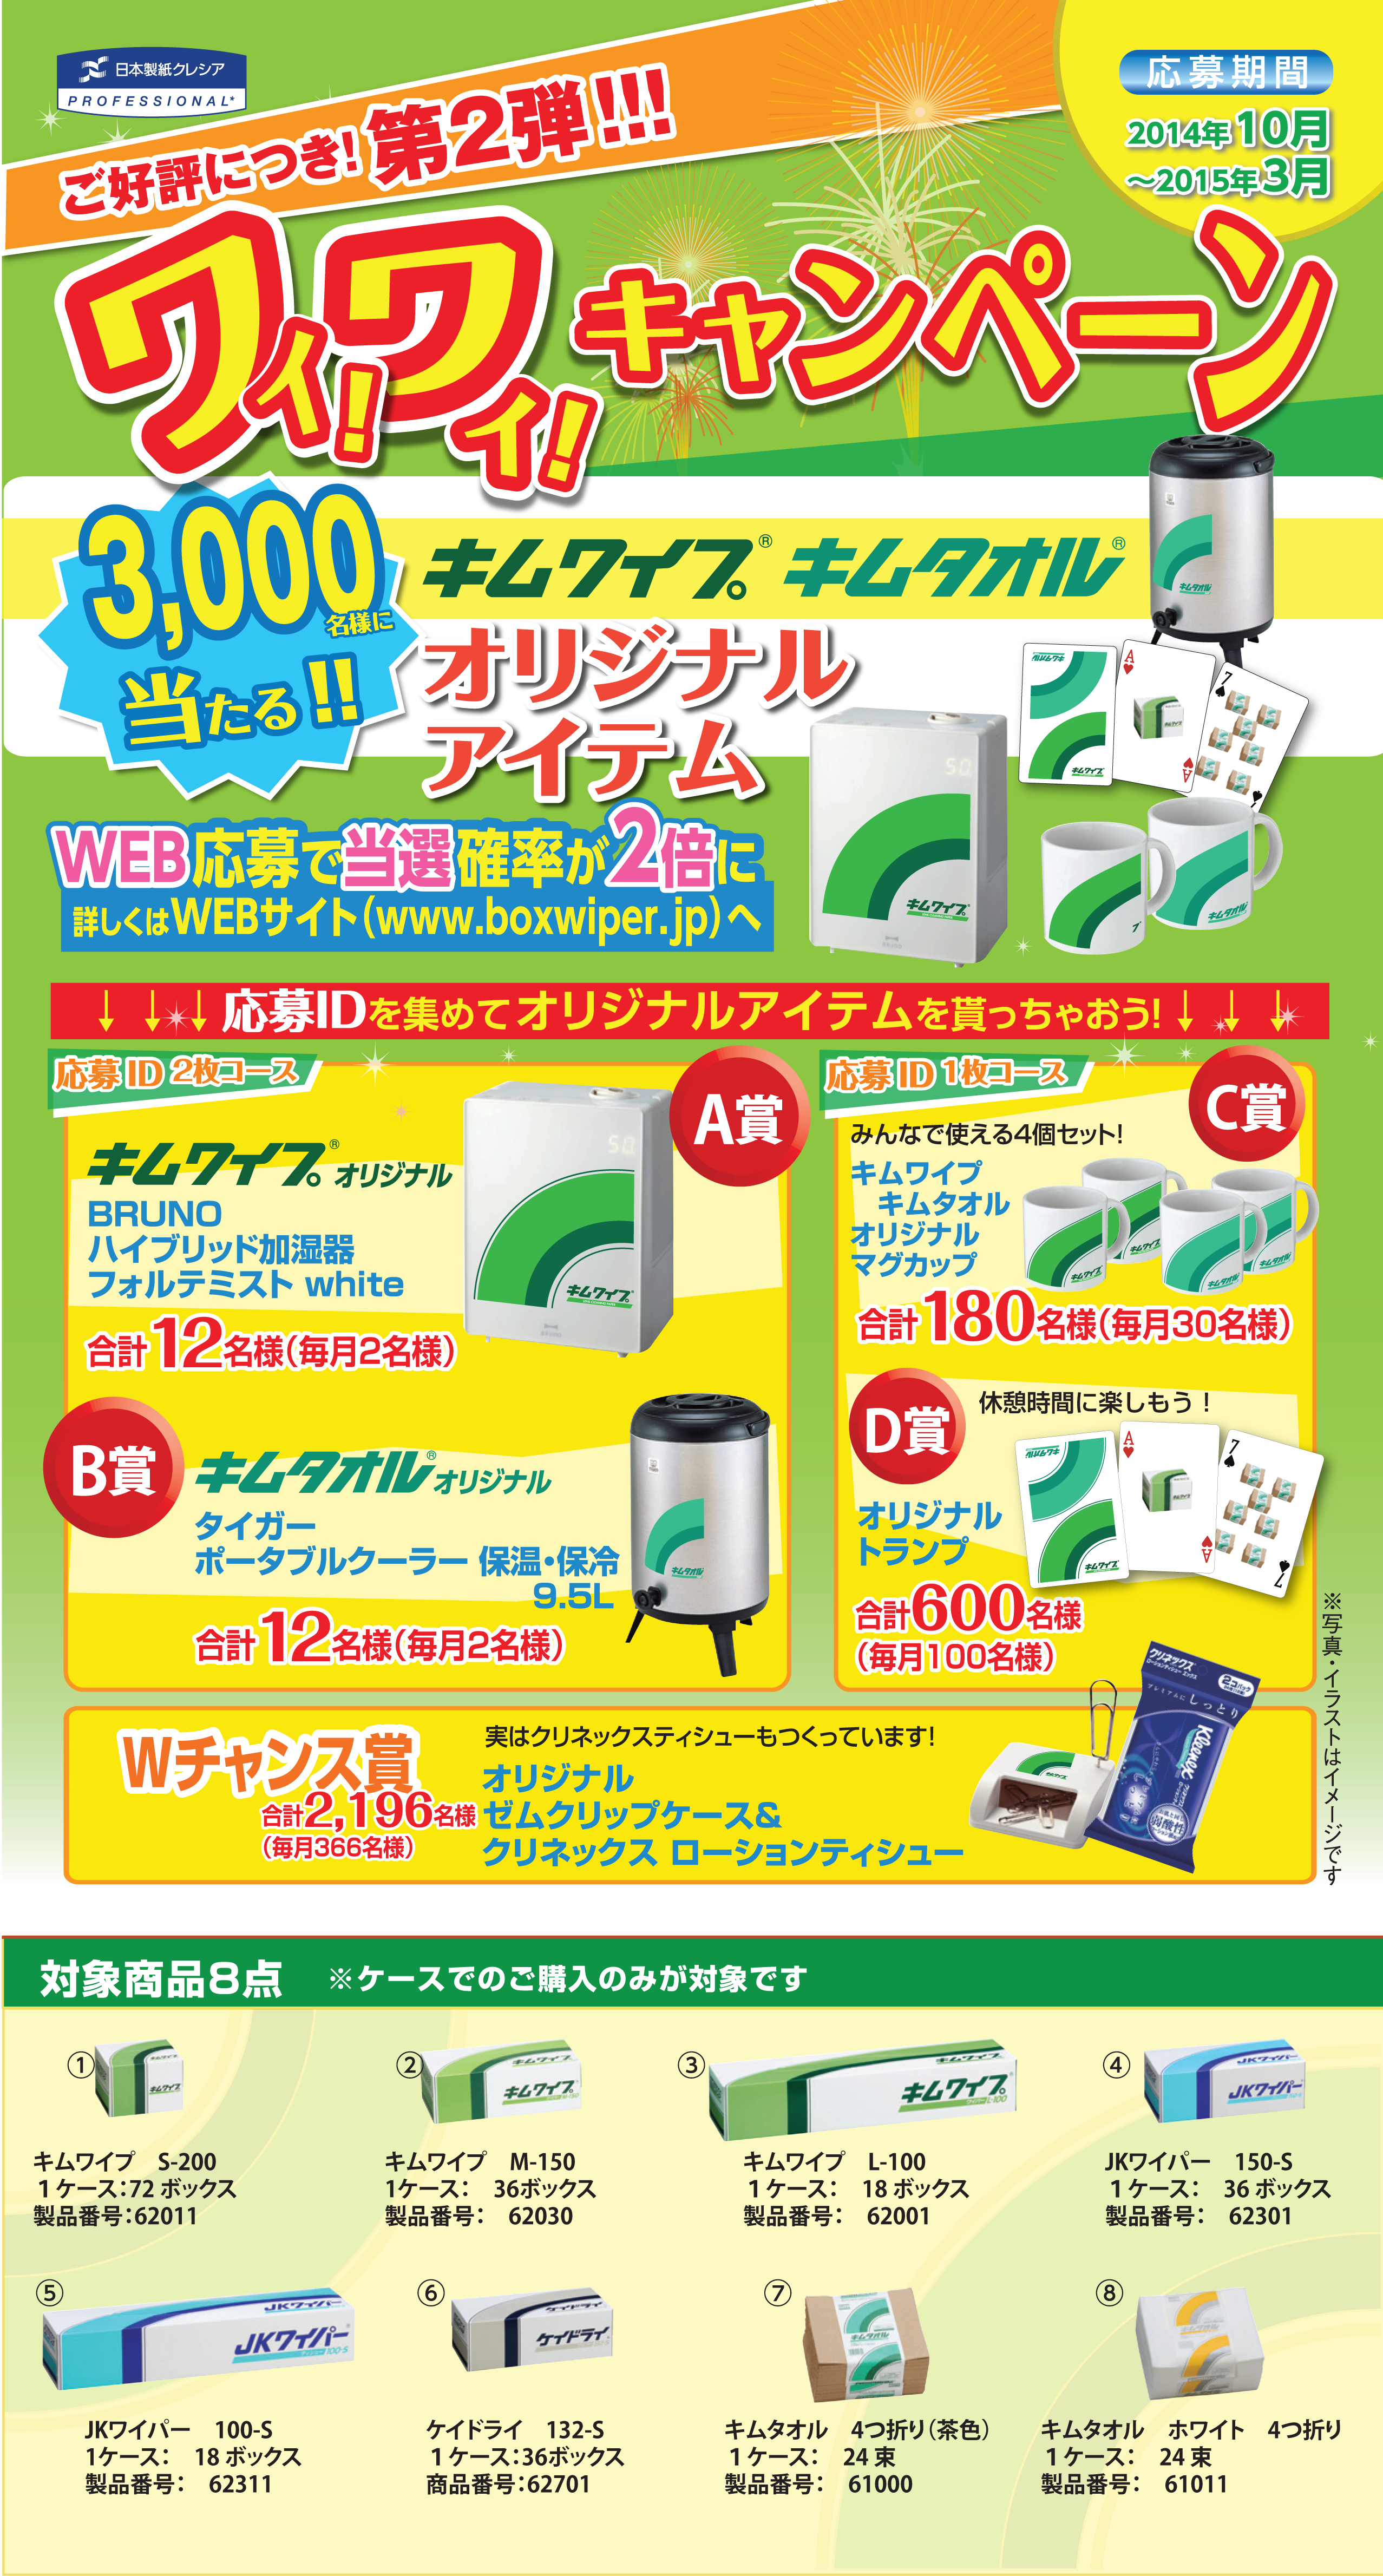 日本製紙クレシア
PROFESSIONAL*
応募期間
2014年10月
～2015年3月
ご好評につき!第2弾!!!
ワイ!ワイ!キャンペーン
3,000名様に
当たる!!
キムワイプ® キムタオル®
オリジナル
アイテム
WEB応募で当選確率が2倍に
詳しくはWEBサイト(www.boxwiper.jp)へ
↓ ↓ ↓ 応募IDを集めてオリジナルアイテムを貰っちゃおう!↓ ↓ ↓
応募ID 2枚コース
A賞
キムワイプ®オリジナル
BRUNO
ハイブリッド加湿器
フォルテミスト white
合計12名様(毎月2名様)
B賞
キムタオル®オリジナル
タイガー
ポータブルクーラー 保温・保冷
9.5L
合計12名様(毎月2名様)
応募ID 1枚コース
C賞
みんなで使える4個セット!
キムワイプ
キムタオル
オリジナル
マグカップ
合計180名様(毎月30名様)
D賞
休憩時間に楽しもう！
オリジナル
トランプ
合計600名様
(毎月100名様)
※写真・イラストはイメージです
Wチャンス賞
合計2,196名様
(毎月366名様)
実はクリネックスティシューもつくっています!
オリジナル
ゼムクリップケース&
クリネックス ローションティシュー
クリネックス
2コパック
プレミアムにしっとり
Kleenex
弱酸性
対象商品8点 ※ケースでのご購入のみが対象です
①
キムワイプ S-200
1ケース:72ボックス
製品番号:62011
②
キムワイプ M-150
1ケース: 36ボックス
製品番号: 62030
③
キムワイプ L-100
1ケース: 18ボックス
製品番号: 62001
④
JKワイパー 150-S
1ケース: 36ボックス
製品番号: 62301
⑤
JKワイパー 100-S
1ケース: 18ボックス
製品番号: 62311
⑥
ケイドライ 132-S
1ケース:36ボックス
商品番号:62701
⑦
キムタオル 4つ折り(茶色)
1ケース: 24束
製品番号: 61000
⑧
キムタオル ホワイト 4つ折り
1ケース: 24束
製品番号: 61011